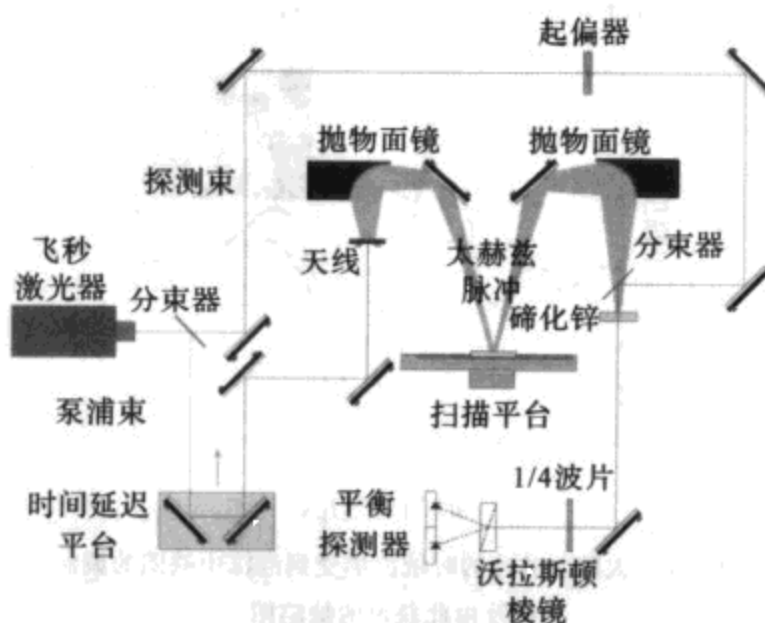 起偏器
抛物面镜
抛物面镜
探测束
飞秒
激光器
分束器
天线
太赫兹
脉冲
分束器
碲化锌
泵浦束
扫描平台
时间延迟
平台
平衡
探测器
1/4波片
沃拉斯顿
棱镜